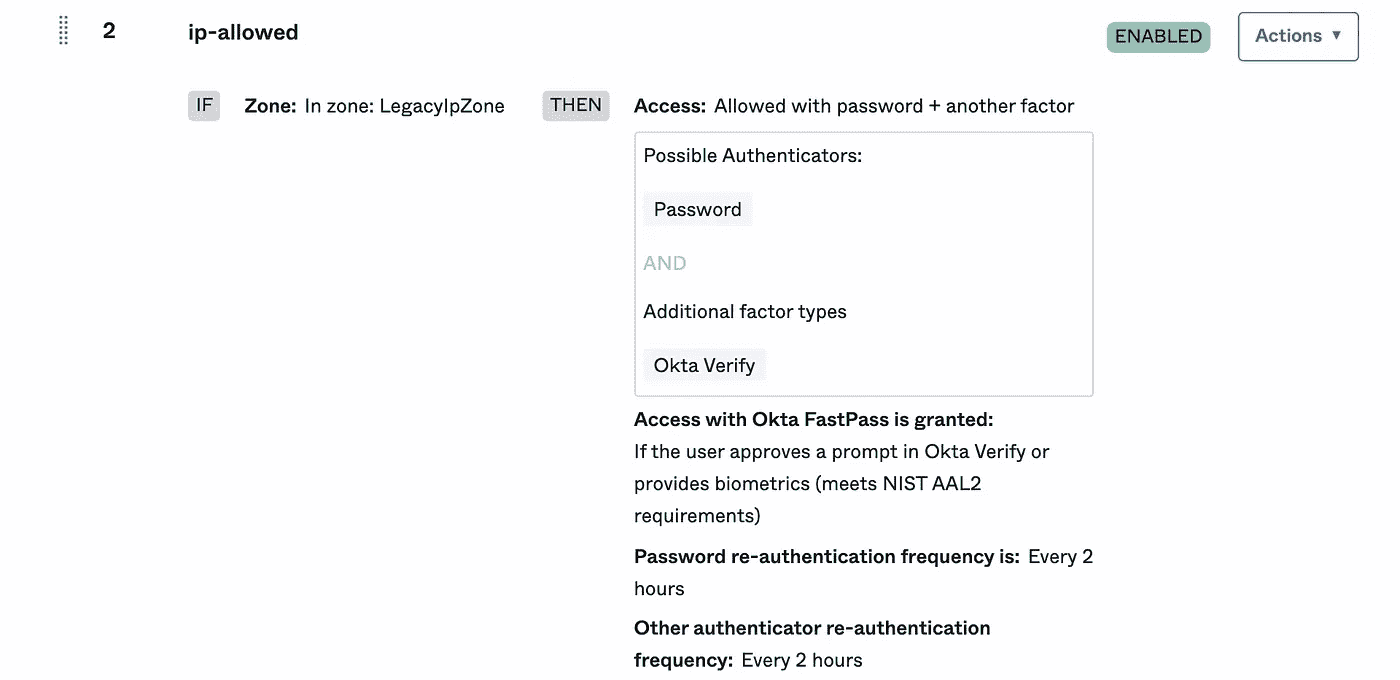 2 ip-allowed ENABLED Actions ▼
IF Zone: In zone: LegacyIpZone THEN Access: Allowed with password + another factor
Possible Authenticators:
Password
AND
Additional factor types
Okta Verify
Access with Okta FastPass is granted:
If the user approves a prompt in Okta Verify or
provides biometrics (meets NIST AAL2
requirements)
Password re-authentication frequency is: Every 2
hours
Other authenticator re-authentication
frequency: Every 2 hours